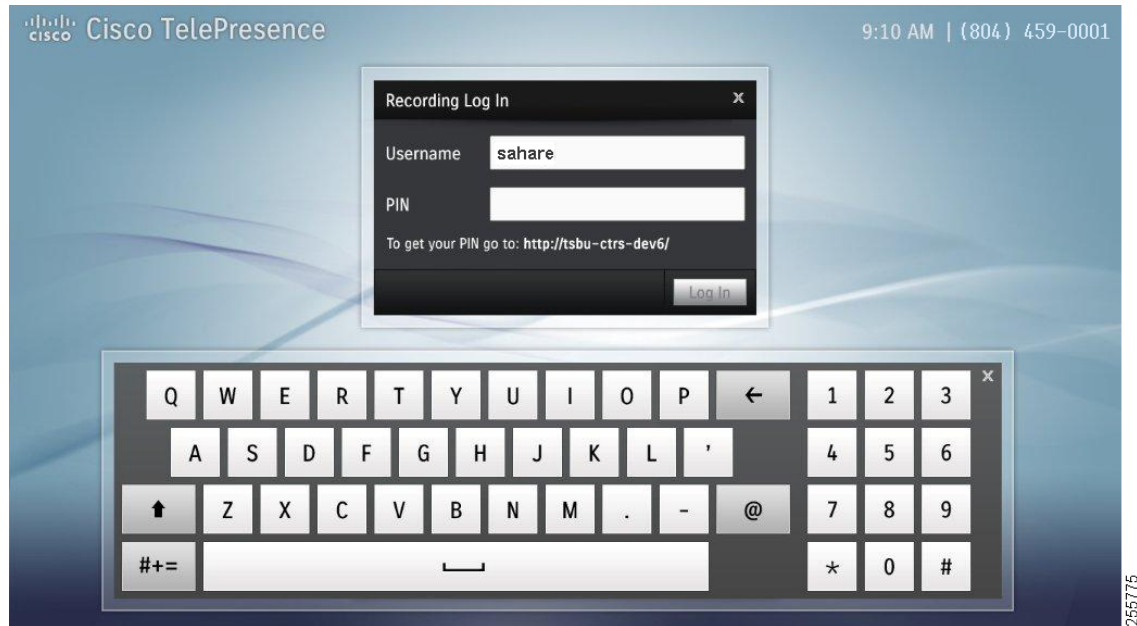 cisco Cisco TelePresence 9:10 AM | (804) 459-0001
Recording Log In x
Username sahare
PIN
To get your PIN go to: http://tsbu-ctrs-dev6/
Log In
Q W E R T Y U I O P ← 1 2 3 x
A S D F G H J K L ' 4 5 6
⬆ Z X C V B N M . - @ 7 8 9
#+= * 0 #
255775